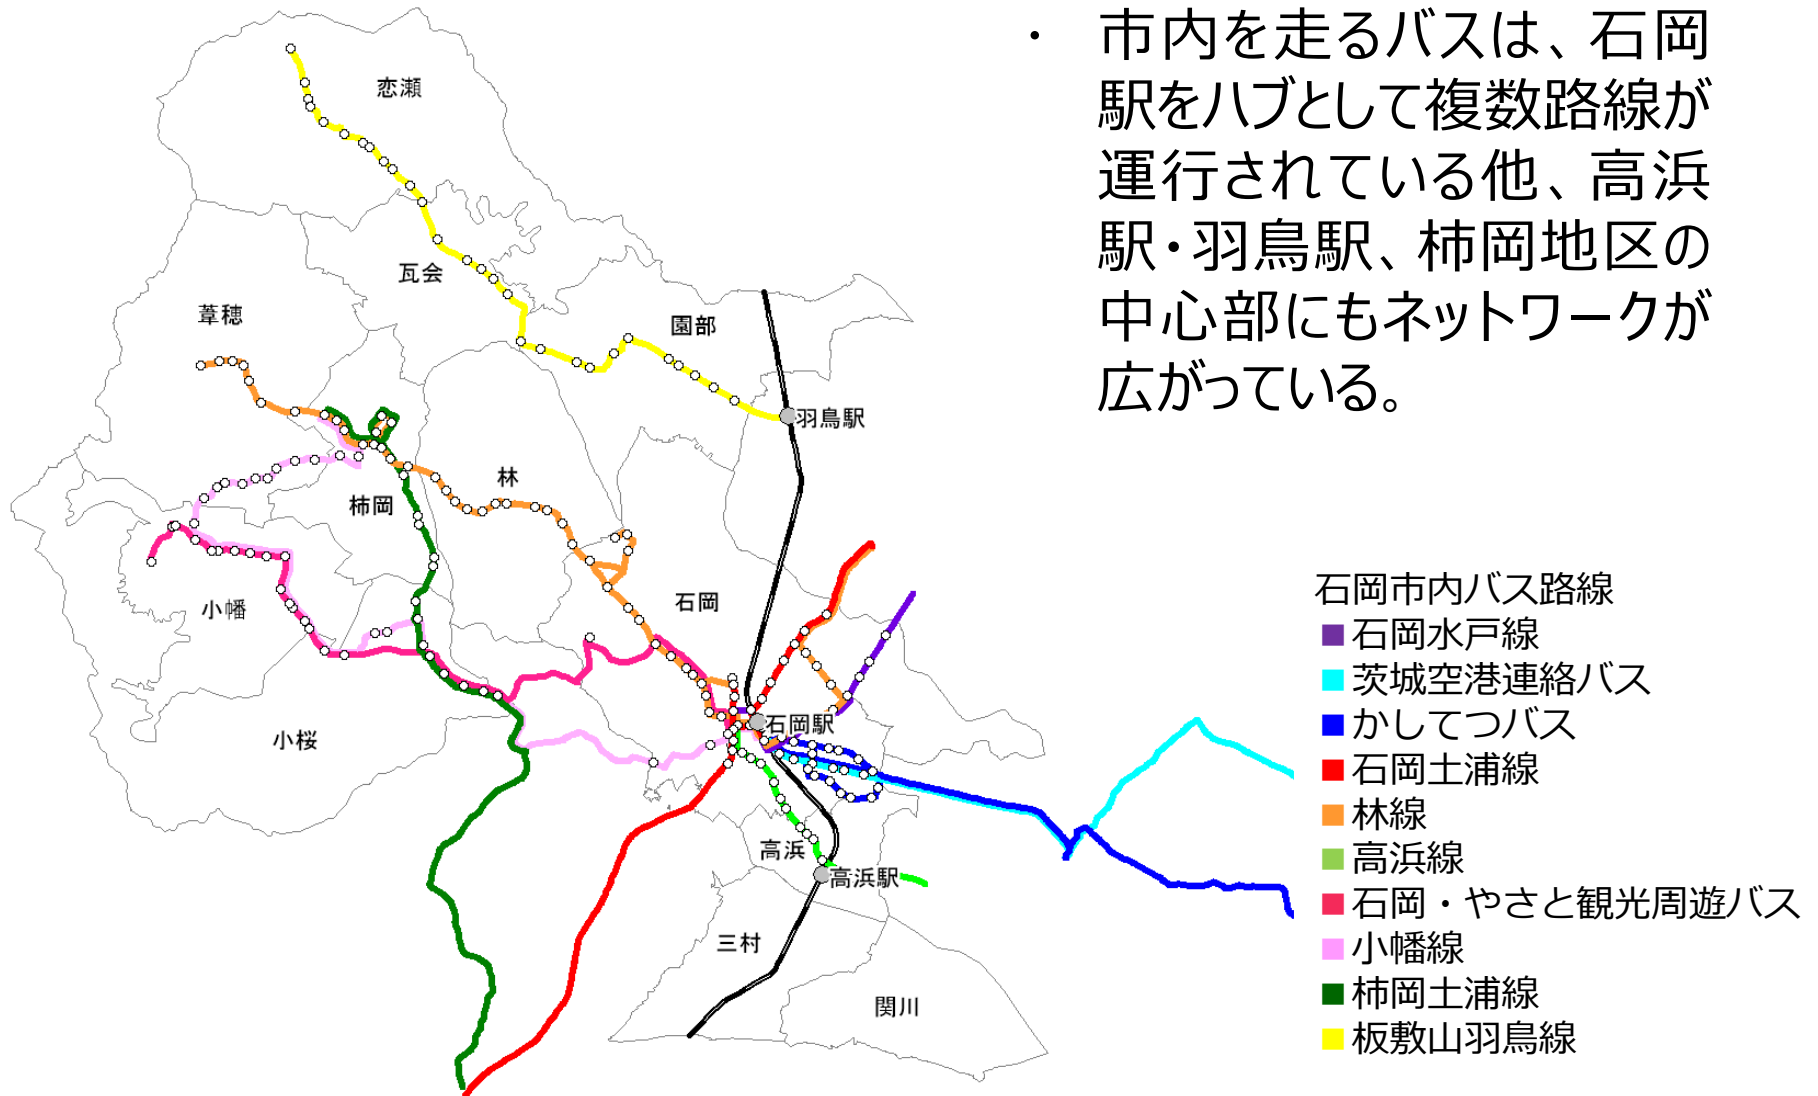 ・ 市内を走るバスは、石岡
駅をハブとして複数路線が
運行されている他、高浜
駅・羽鳥駅、柿岡地区の
中心部にもネットワークが
広がっている。
恋瀬
瓦会
葦穂
園部
羽鳥駅
林
柿岡
小幡
石岡
石岡駅
小桜
高浜
高浜駅
三村
関川
石岡市内バス路線
石岡水戸線
茨城空港連絡バス
かしてつバス
石岡土浦線
林線
高浜線
石岡・やさと観光周遊バス
小幡線
柿岡土浦線
板敷山羽鳥線